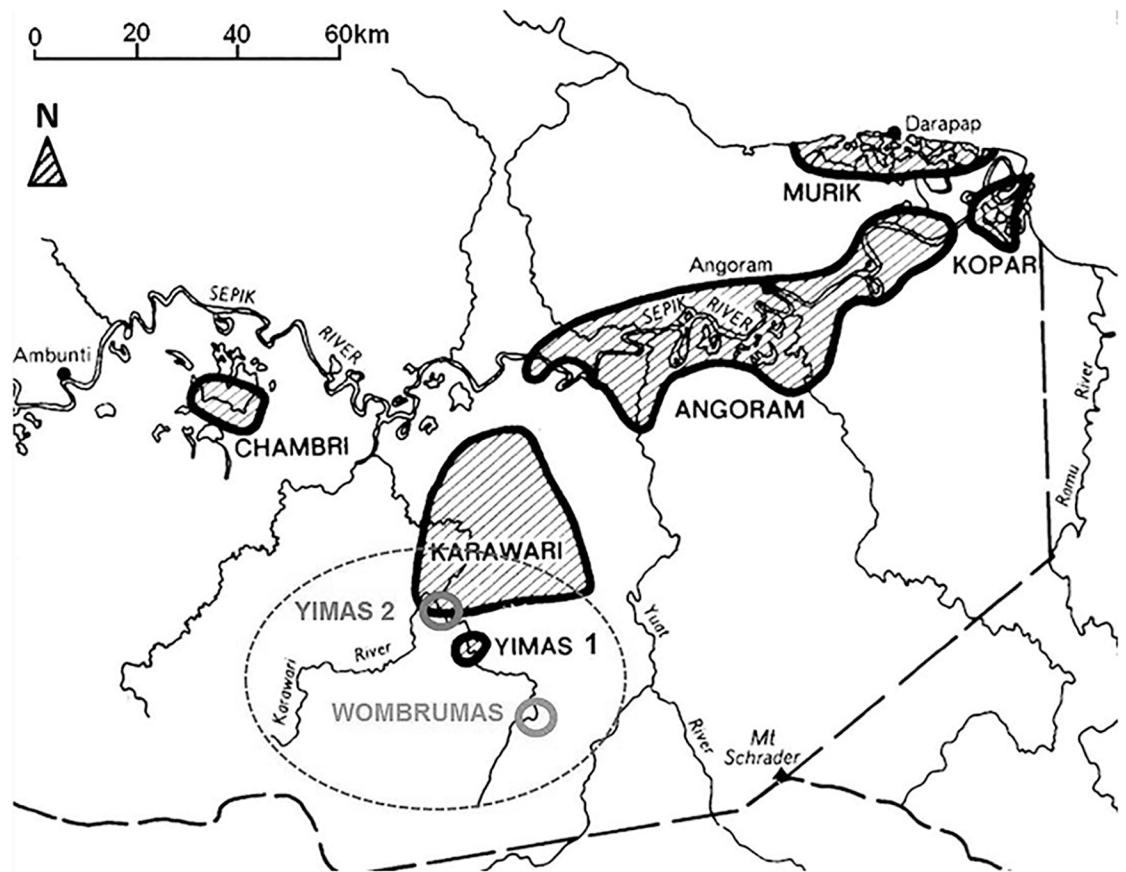 0 20 40 60km
N
Darapap
MURIK
KOPAR
Angoram
SEPIK RIVER
SEPIK
RIVER
Ambunti
ANGORAM
CHAMBRI
River
Ramu
KARAWARI
YIMAS 2
YIMAS 1
Yuat
River
Karawari
River
WOMBRUMAS
Mt
Schrader